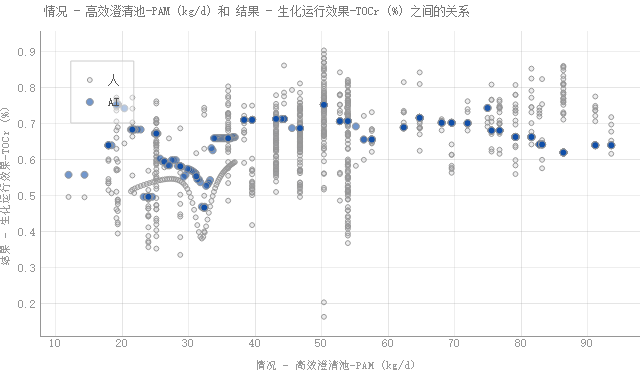 情况 - 高效澄清池-PAM (kg/d) 和 结果 - 生化运行效果-TOCr (%) 之间的关系
人
AI
结果 - 生化运行效果-TOCr (%)
0.9
0.8
0.7
0.6
0.5
0.4
0.3
0.2
10 20 30 40 50 60 70 80 90
情况 - 高效澄清池-PAM (kg/d)